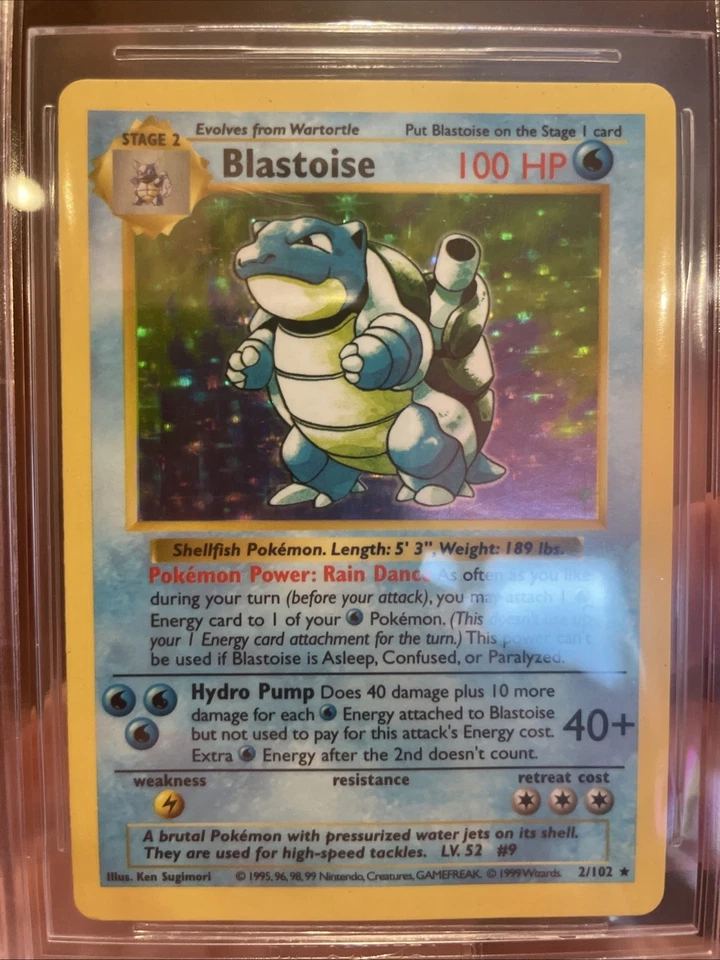 STAGE 2
Evolves from Wartortle
Put Blastoise on the Stage 1 card
Blastoise
100 HP
Shellfish Pokémon. Length: 5' 3", Weight: 189 lbs.
Pokémon Power: Rain Dance As often as you like
during your turn (before your attack), you may attach 1
Energy card to 1 of your Pokémon. (This doesn't use up
your 1 Energy card attachment for the turn.) This power can't
be used if Blastoise is Asleep, Confused, or Paralyzed.
Hydro Pump Does 40 damage plus 10 more
damage for each Energy attached to Blastoise
but not used to pay for this attack's Energy cost.
Extra Energy after the 2nd doesn't count.
40+
weakness
resistance
retreat cost
A brutal Pokémon with pressurized water jets on its shell.
They are used for high-speed tackles. LV. 52 #9
Illus. Ken Sugimori
© 1995, 96, 98, 99 Nintendo, Creatures, GAMEFREAK. © 1999 Wizards.
2/102 ★